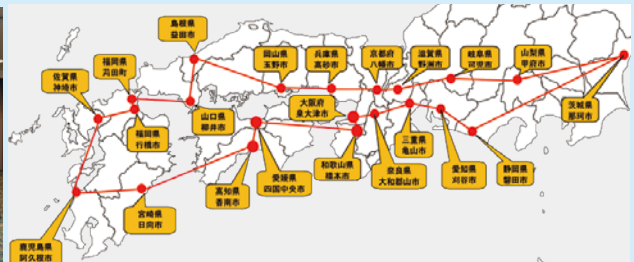 島根県
益田市
福岡県
苅田町
佐賀県
神埼市
岡山県
玉野市
兵庫県
高砂市
京都府
八幡市
滋賀県
野洲市
岐阜県
可児市
山梨県
甲府市
茨城県
那珂市
福岡県
行橋市
山口県
柳井市
大阪府
泉大津市
和歌山県
橋本市
奈良県
大和郡山市
三重県
亀山市
愛知県
刈谷市
静岡県
磐田市
愛媛県
四国中央市
高知県
香南市
宮崎県
日向市
鹿児島県
阿久根市